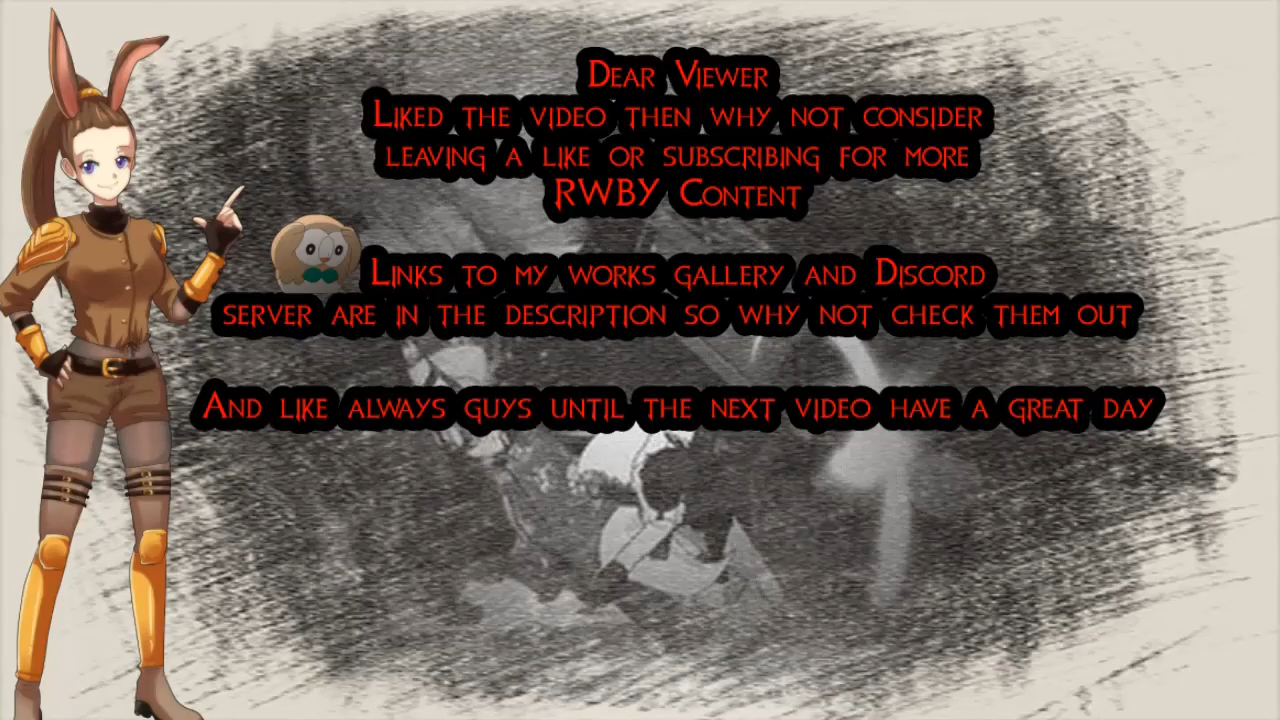 Dear Viewer
Liked the video then why not consider
leaving a like or subscribing for more
RWBY Content
Links to my works gallery and Discord
server are in the description so why not check them out
And like always guys until the next video have a great day